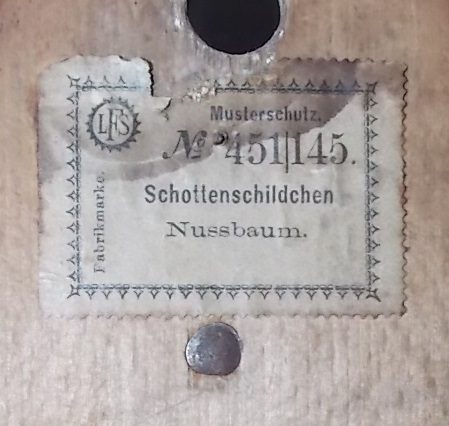 Musterschutz.
LFS
№ 451|145.
Fabrikmarke.
Schottenschildchen
Nussbaum.